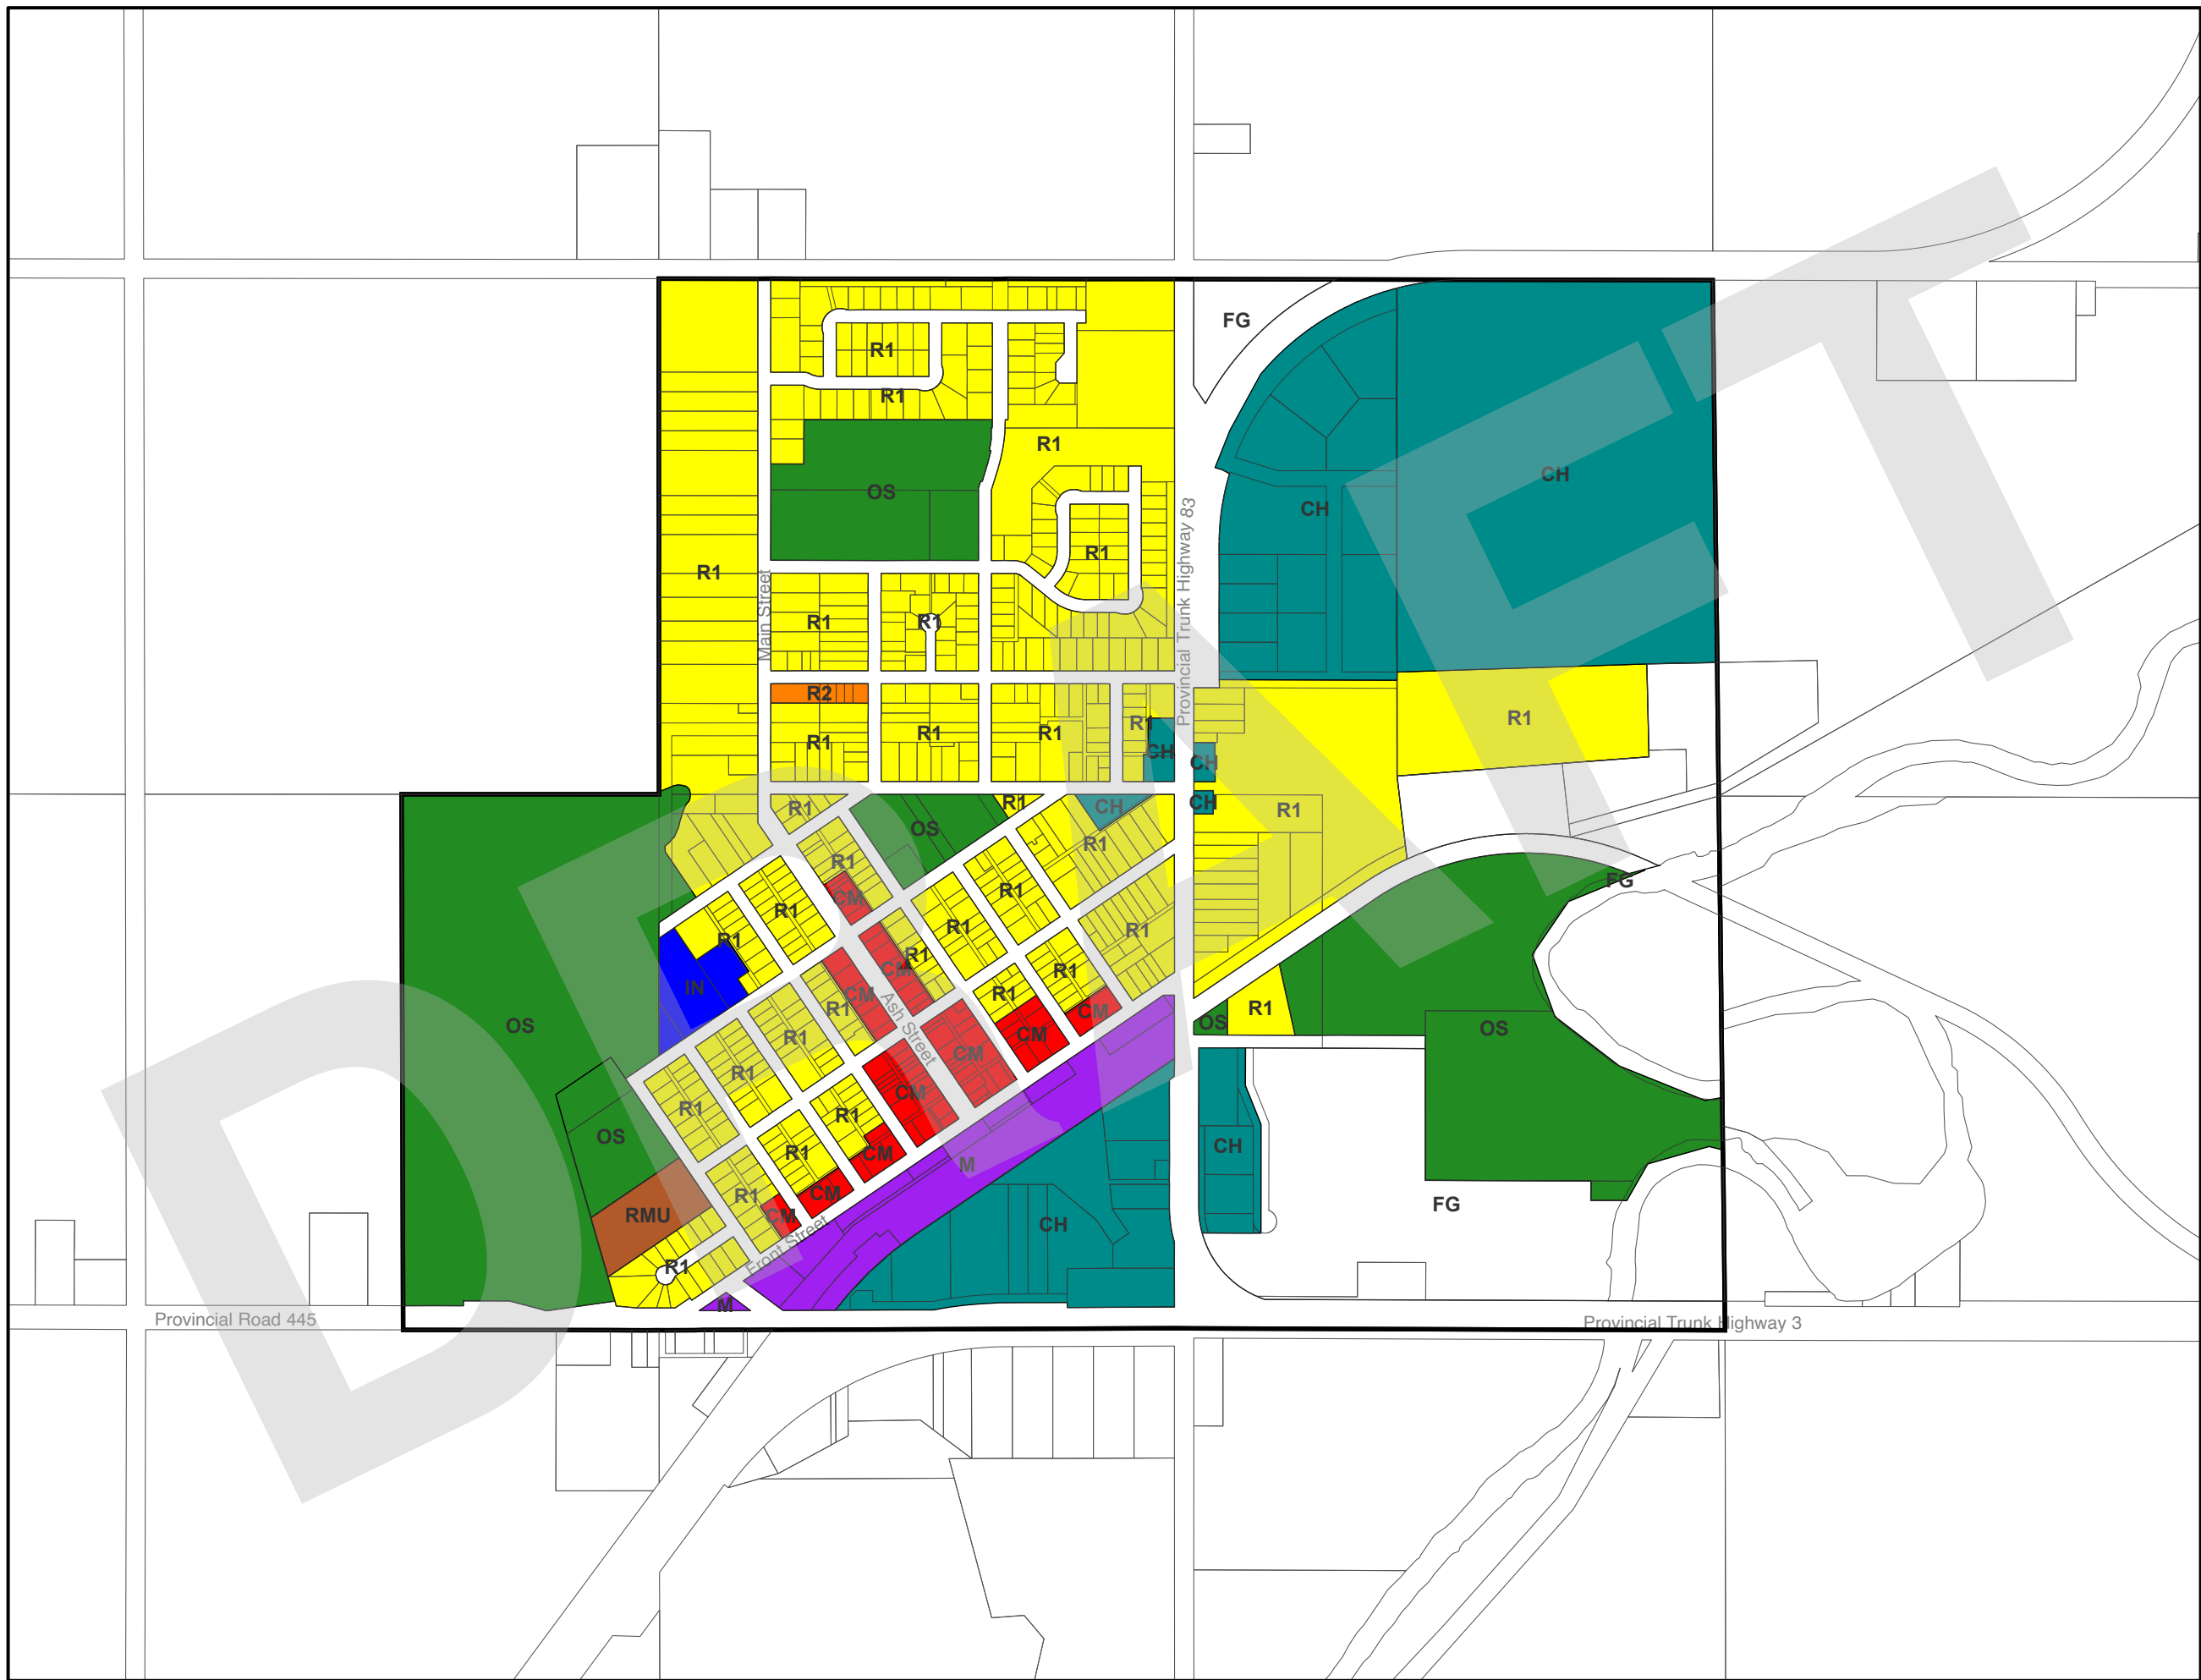 FG
R1
R1
R1
CH
OS
CH
Provincial Trunk Highway 83
R1
R1
Main Street
R1
R1
R2
R1
R1
R1
R1
R1
CH
CH
CH
R1
R1
CH
R1
OS
R1
R1
FG
R1
CM
R1
R1
R1
R1
R1
CM
R1
R1
IN
CM
R1
R1
R1
OS
OS
OS
CM
CM
Ash Street
R1
CM
R1
CM
R1
R1
OS
CH
R1
CM
M
R1
CM
FG
RMU
CM
CH
Front Street
R1
M
Provincial Road 445
Provincial Trunk Highway 3
DRAFT